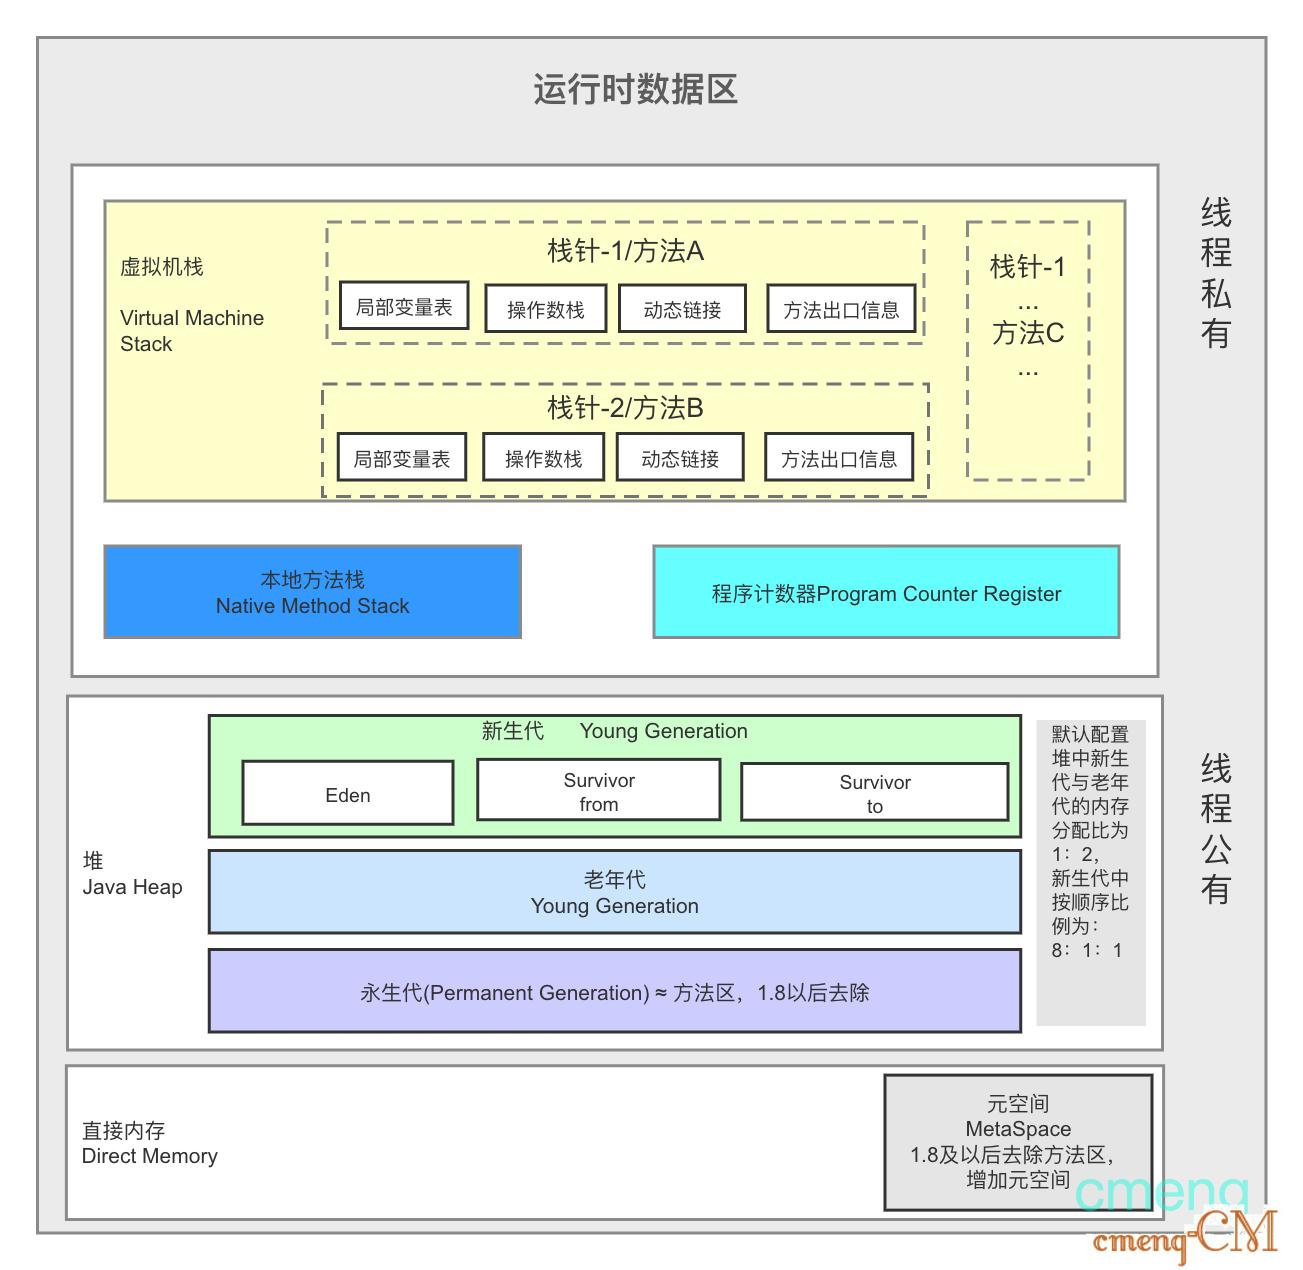 运行时数据区
线
程
私
有
虚拟机栈
Virtual Machine
Stack
栈针-1/方法A
局部变量表
操作数栈
动态链接
方法出口信息
栈针-2/方法B
局部变量表
操作数栈
动态链接
方法出口信息
栈针-1
...
方法C
...
本地方法栈
Native Method Stack
程序计数器Program Counter Register
线
程
公
有
堆
Java Heap
新生代 Young Generation
Eden
Survivor
from
Survivor
to
老年代
Young Generation
永生代(Permanent Generation) ≈ 方法区，1.8以后去除
默认配置
堆中新生
代与老年
代的内存
分配比为
1：2，
新生代中
按顺序比
例为：
8：1：1
直接内存
Direct Memory
元空间
MetaSpace
1.8及以后去除方法区，
增加元空间
cmenq
cmenq-CM